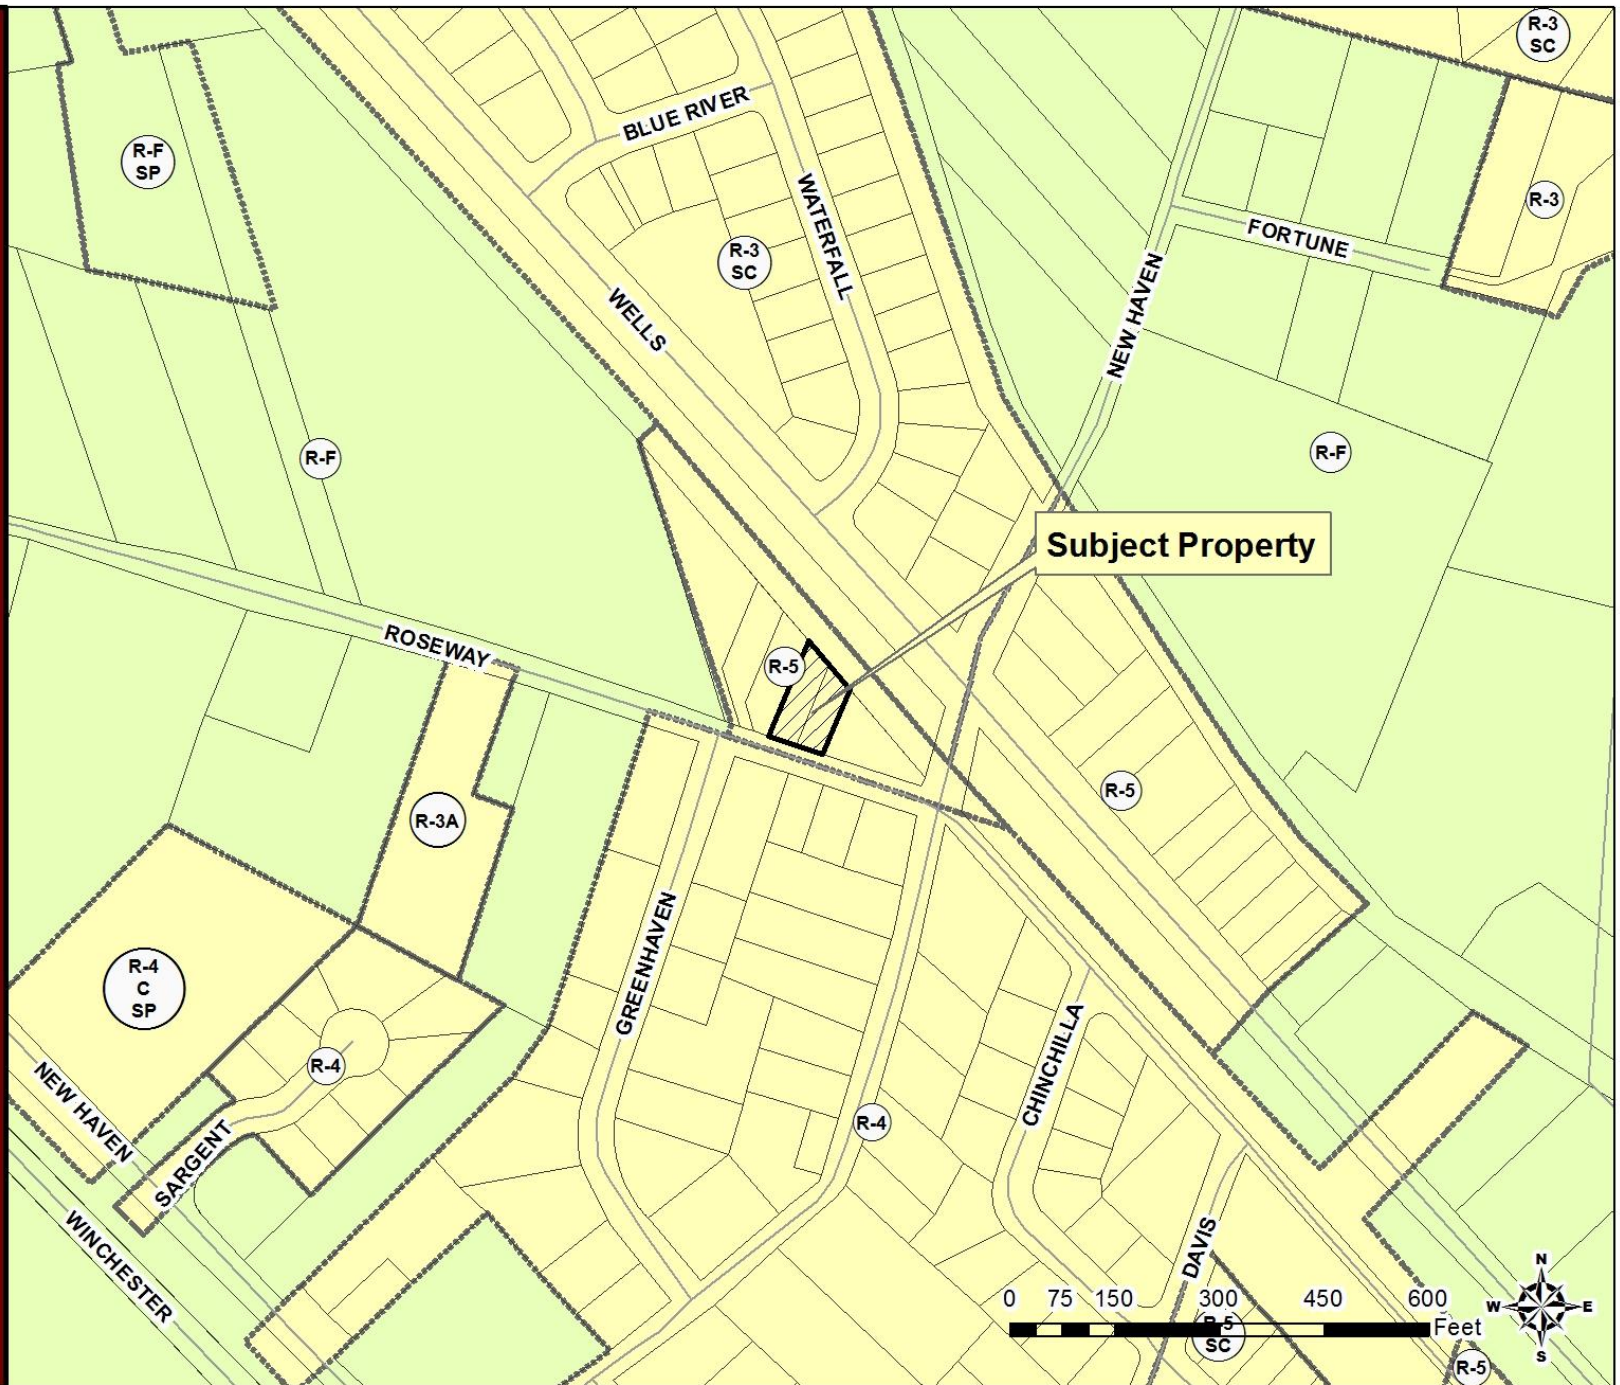 R-3
SC
BLUE RIVER
R-F
SP
WATERFALL
R-3
FORTUNE
R-3
SC
NEW HAVEN
WELLS
R-F
R-F
Subject Property
ROSEWAY
R-5
R-5
R-3A
GREENHAVEN
R-4
C
SP
CHINCHILLA
R-4
NEW HAVEN
R-4
SARGENT
DAVIS
WINCHESTER
N
W
E
S
0 75 150 300 450 600
Feet
R-5
SC
R-5